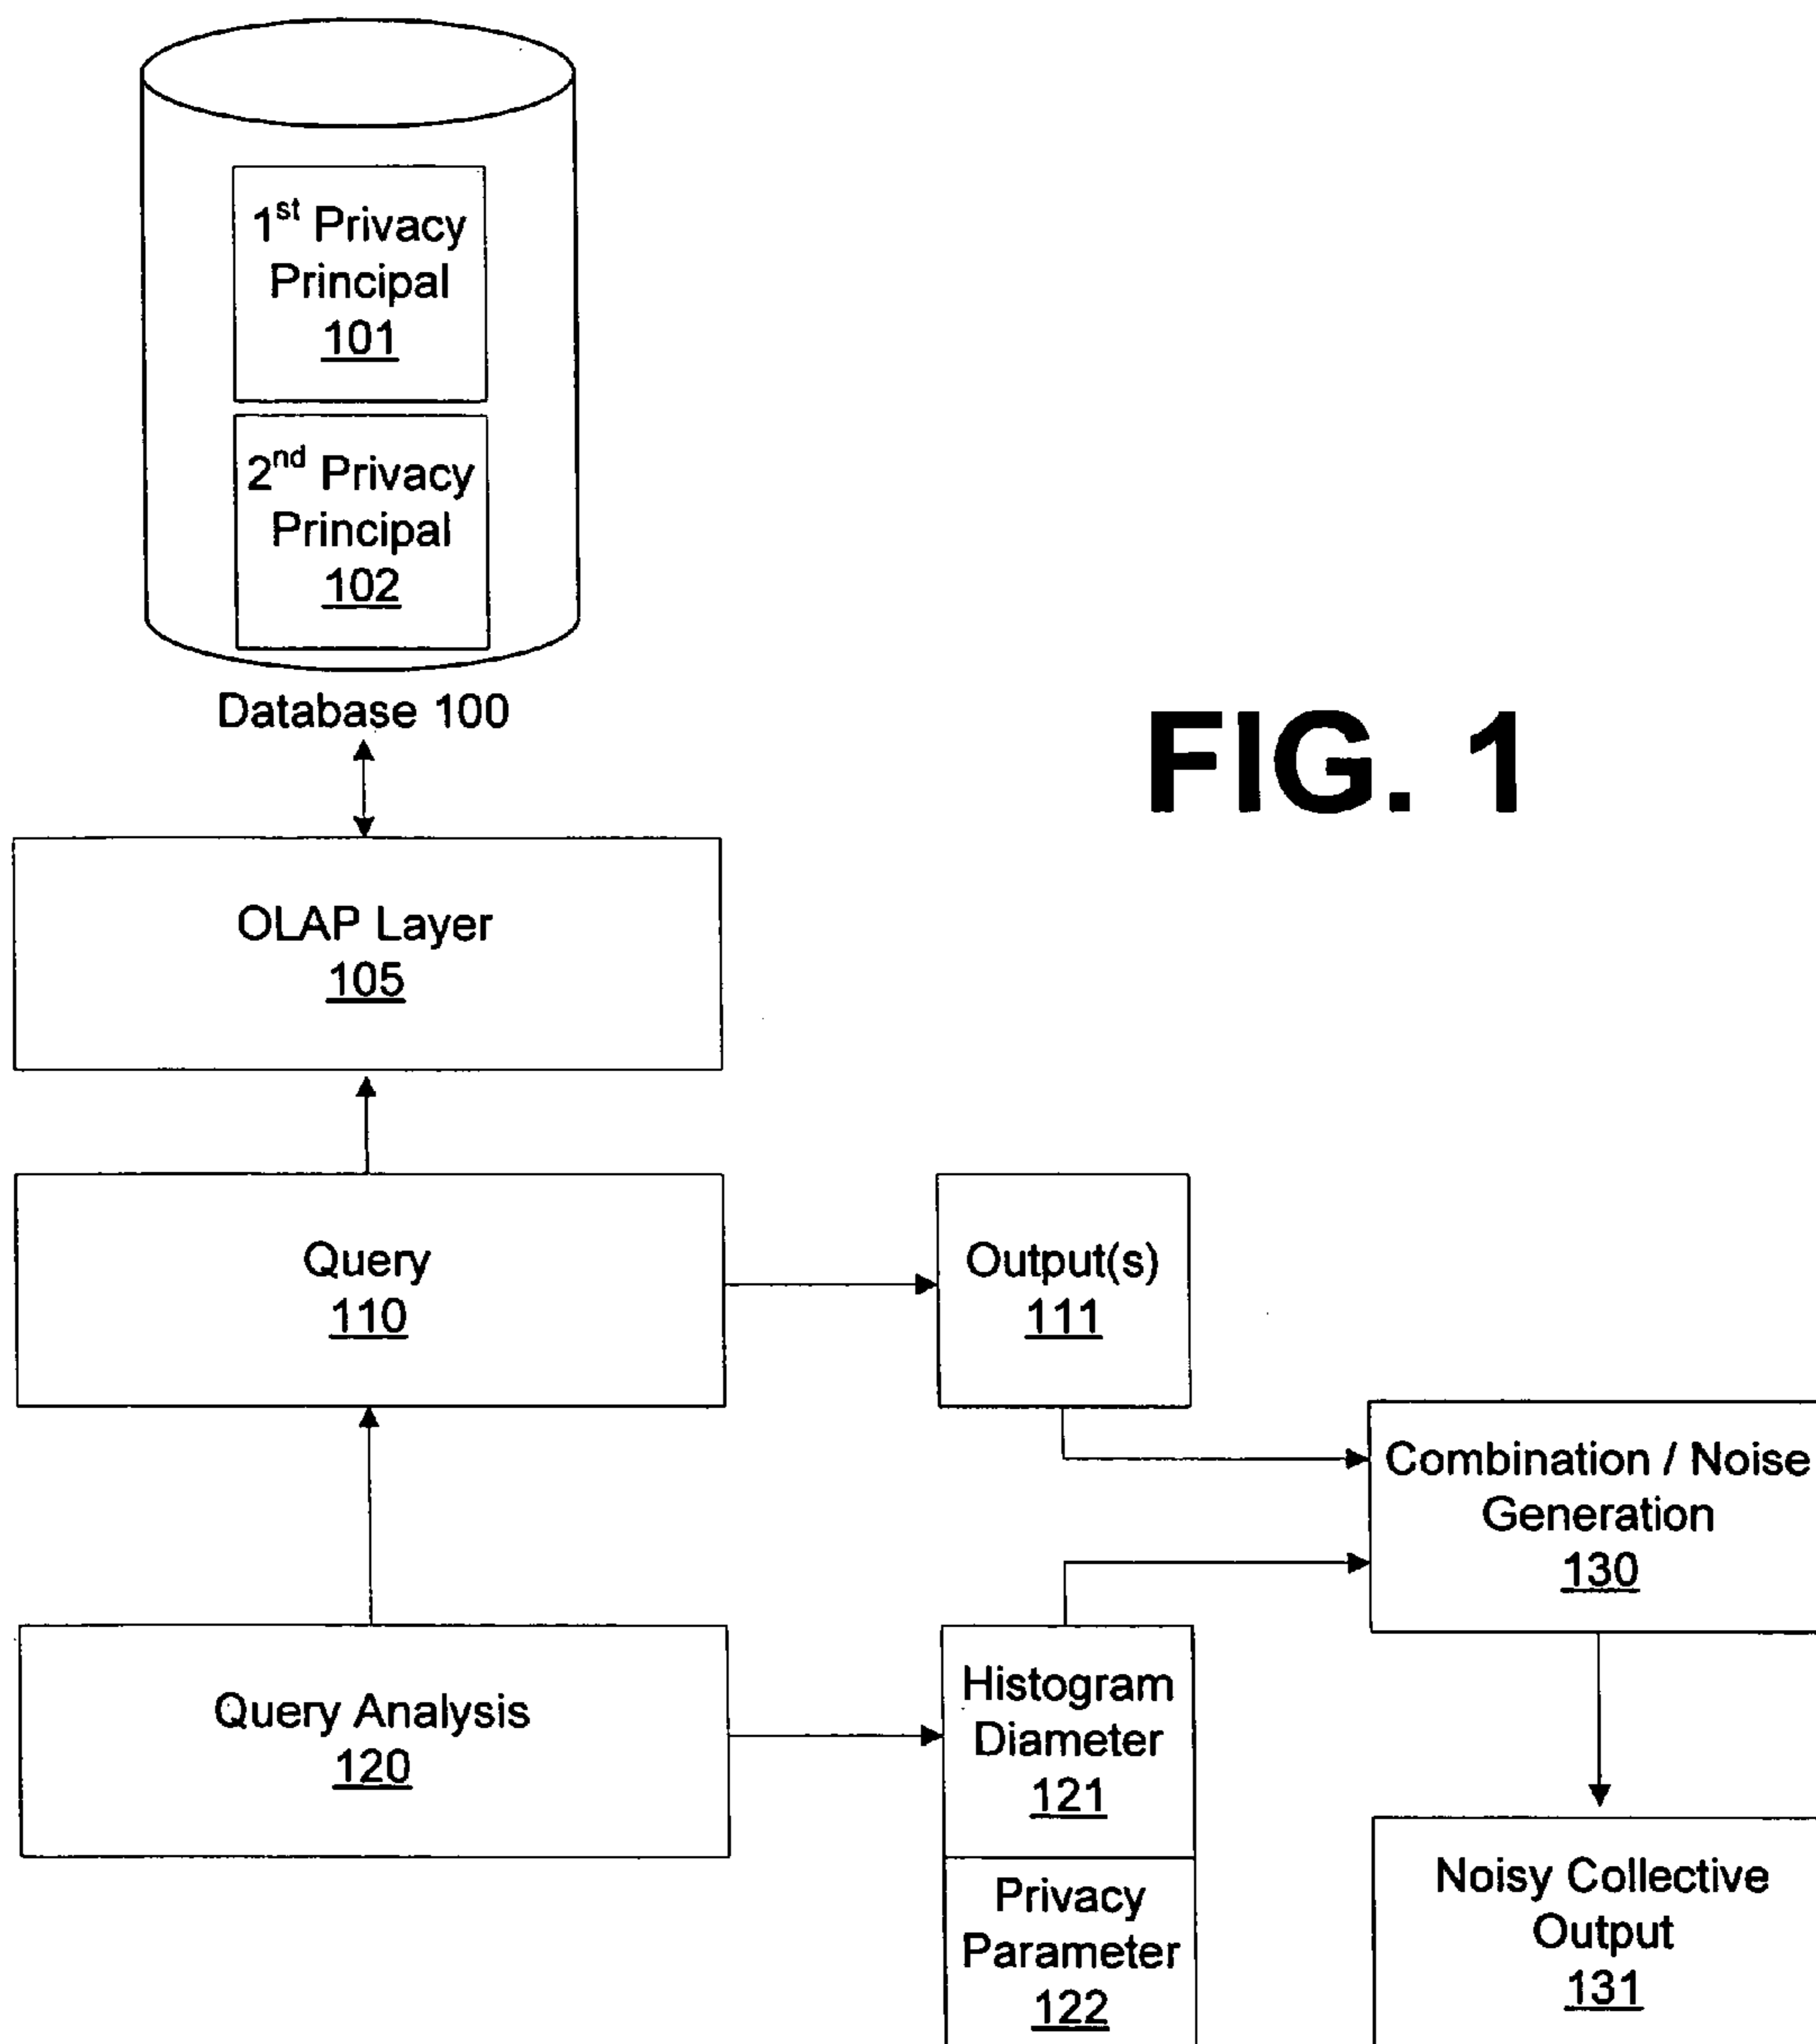 1st Privacy
Principal
101
2nd Privacy
Principal
102
Database 100
FIG. 1
OLAP Layer
105
Query
110
Output(s)
111
Combination / Noise
Generation
130
Query Analysis
120
Histogram
Diameter
121
Privacy
Parameter
122
Noisy Collective
Output
131